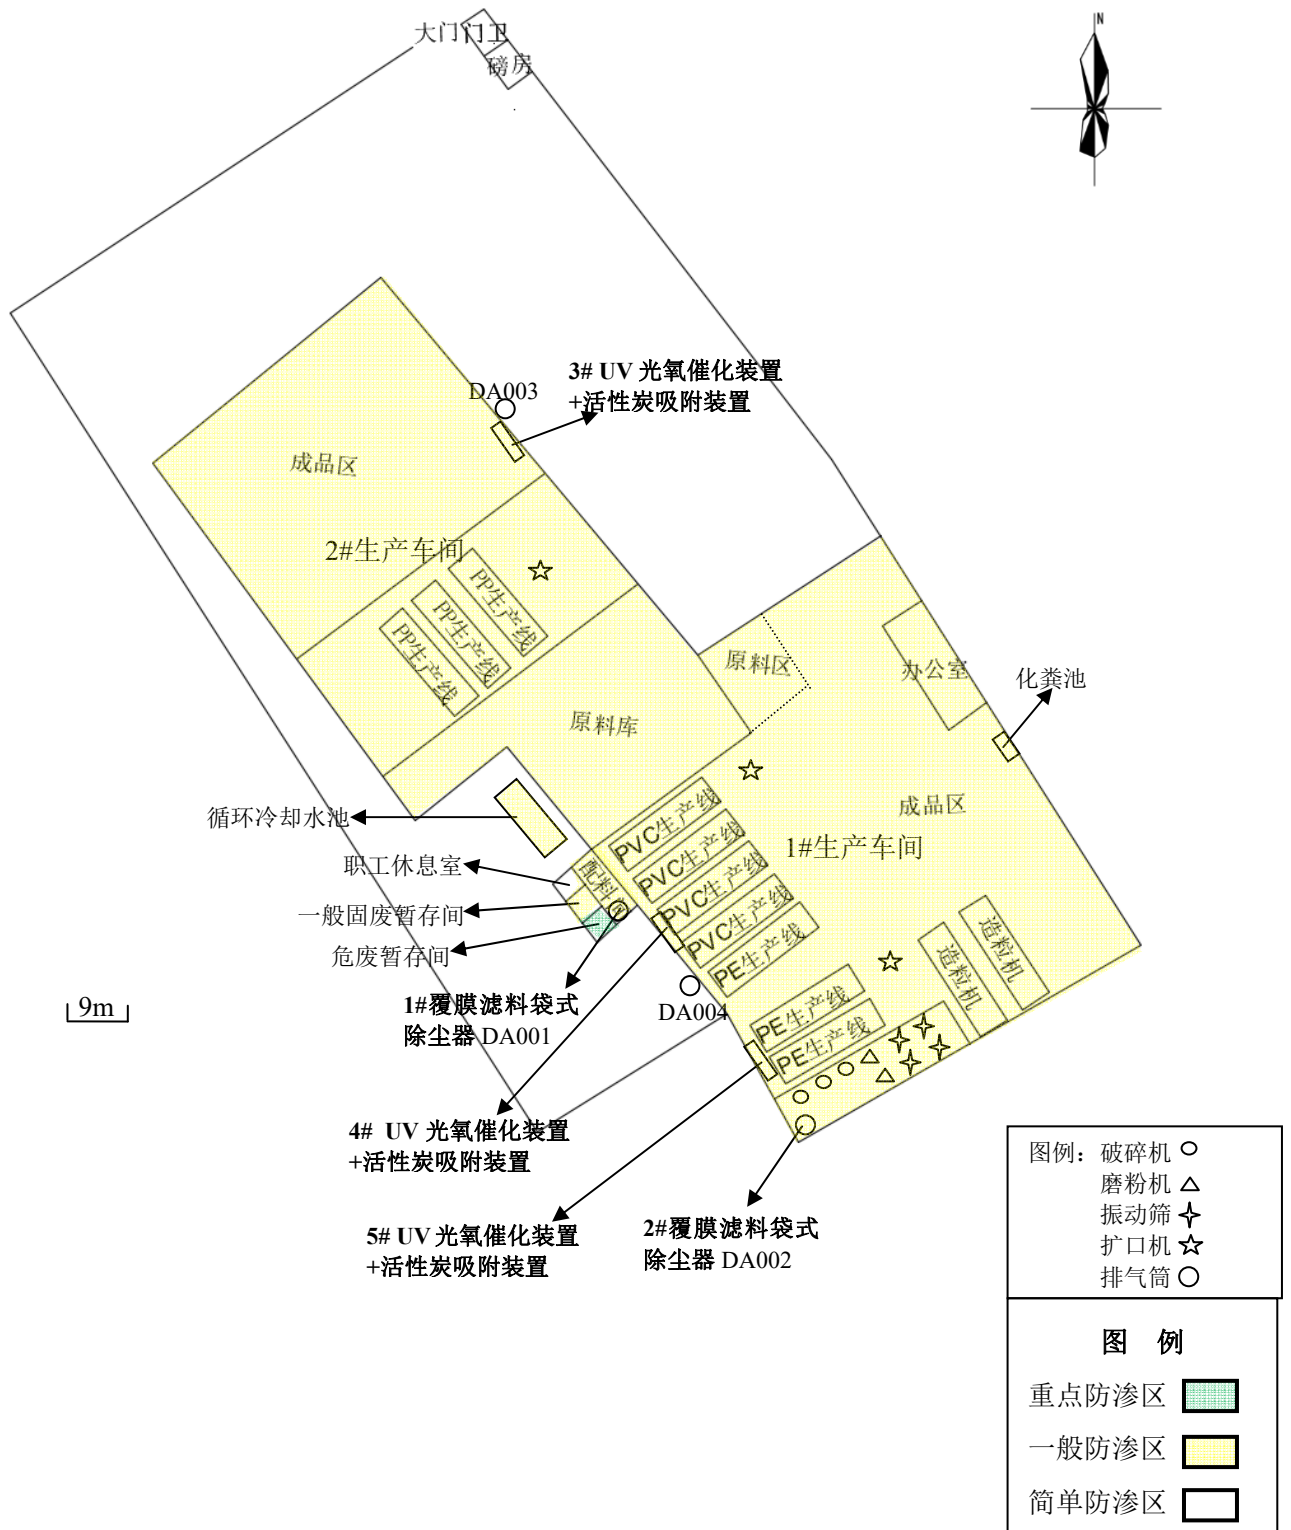 大门门卫
磅房
N
3# UV 光氧催化装置
+活性炭吸附装置
DA003
成品区
2#生产车间
PP生产线
PP生产线
PP生产线
原料库
原料区
办公室
化粪池
循环冷却水池
职工休息室
一般固废暂存间
危废暂存间
配料间
PVC生产线
PVC生产线
PVC生产线
PVC生产线
PE生产线
PE生产线
PE生产线
成品区
1#生产车间
造粒机
造粒机
9m
1#覆膜滤料袋式
除尘器 DA001
DA004
4# UV 光氧催化装置
+活性炭吸附装置
5# UV 光氧催化装置
+活性炭吸附装置
2#覆膜滤料袋式
除尘器 DA002
图例：破碎机
磨粉机
振动筛
扩口机
排气筒
图 例
重点防渗区
一般防渗区
简单防渗区